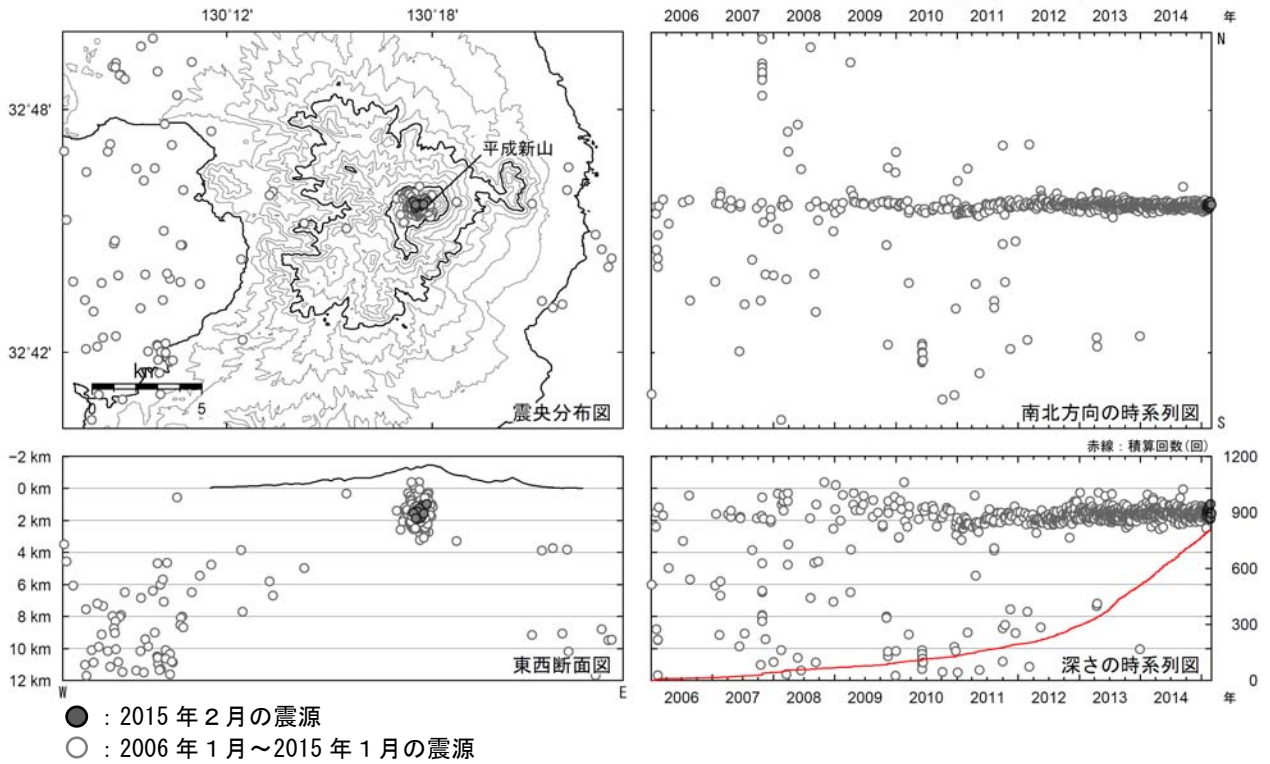 130°12' 130°18'
32°48'
平成新山
32°42'
km
0 5
震央分布図
2006 2007 2008 2009 2010 2011 2012 2013 2014 年
N
S
南北方向の時系列図
-2 km
0 km
2 km
4 km
6 km
8 km
10 km
12 km
W E
東西断面図
赤線：積算回数(回)
1200
900
600
300
0
深さの時系列図
2006 2007 2008 2009 2010 2011 2012 2013 2014 年
：2015 年２月の震源
：2006 年１月～2015 年１月の震源